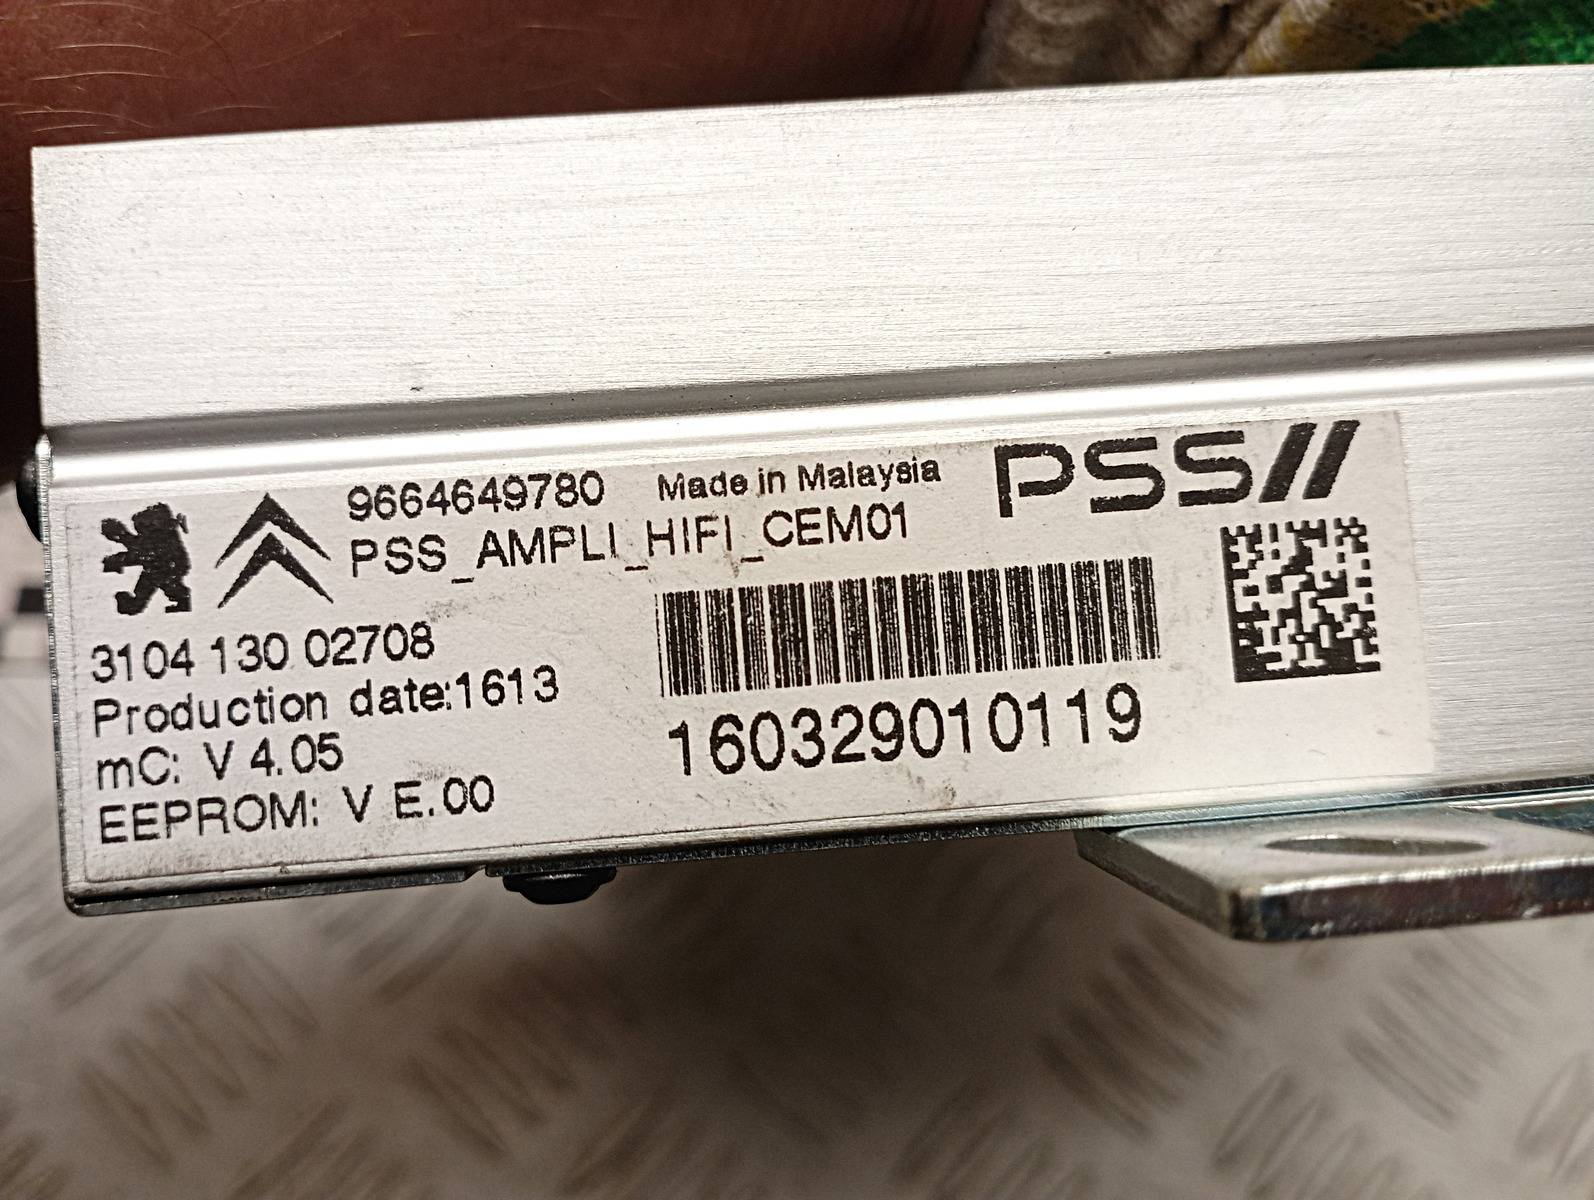 9664649780 Made in Malaysia PSS//
PSS_AMPLI_HIFI_CEM01
3104 130 02708
Production date:1613
mC: V 4.05
EEPROM: V E.00
160329010119